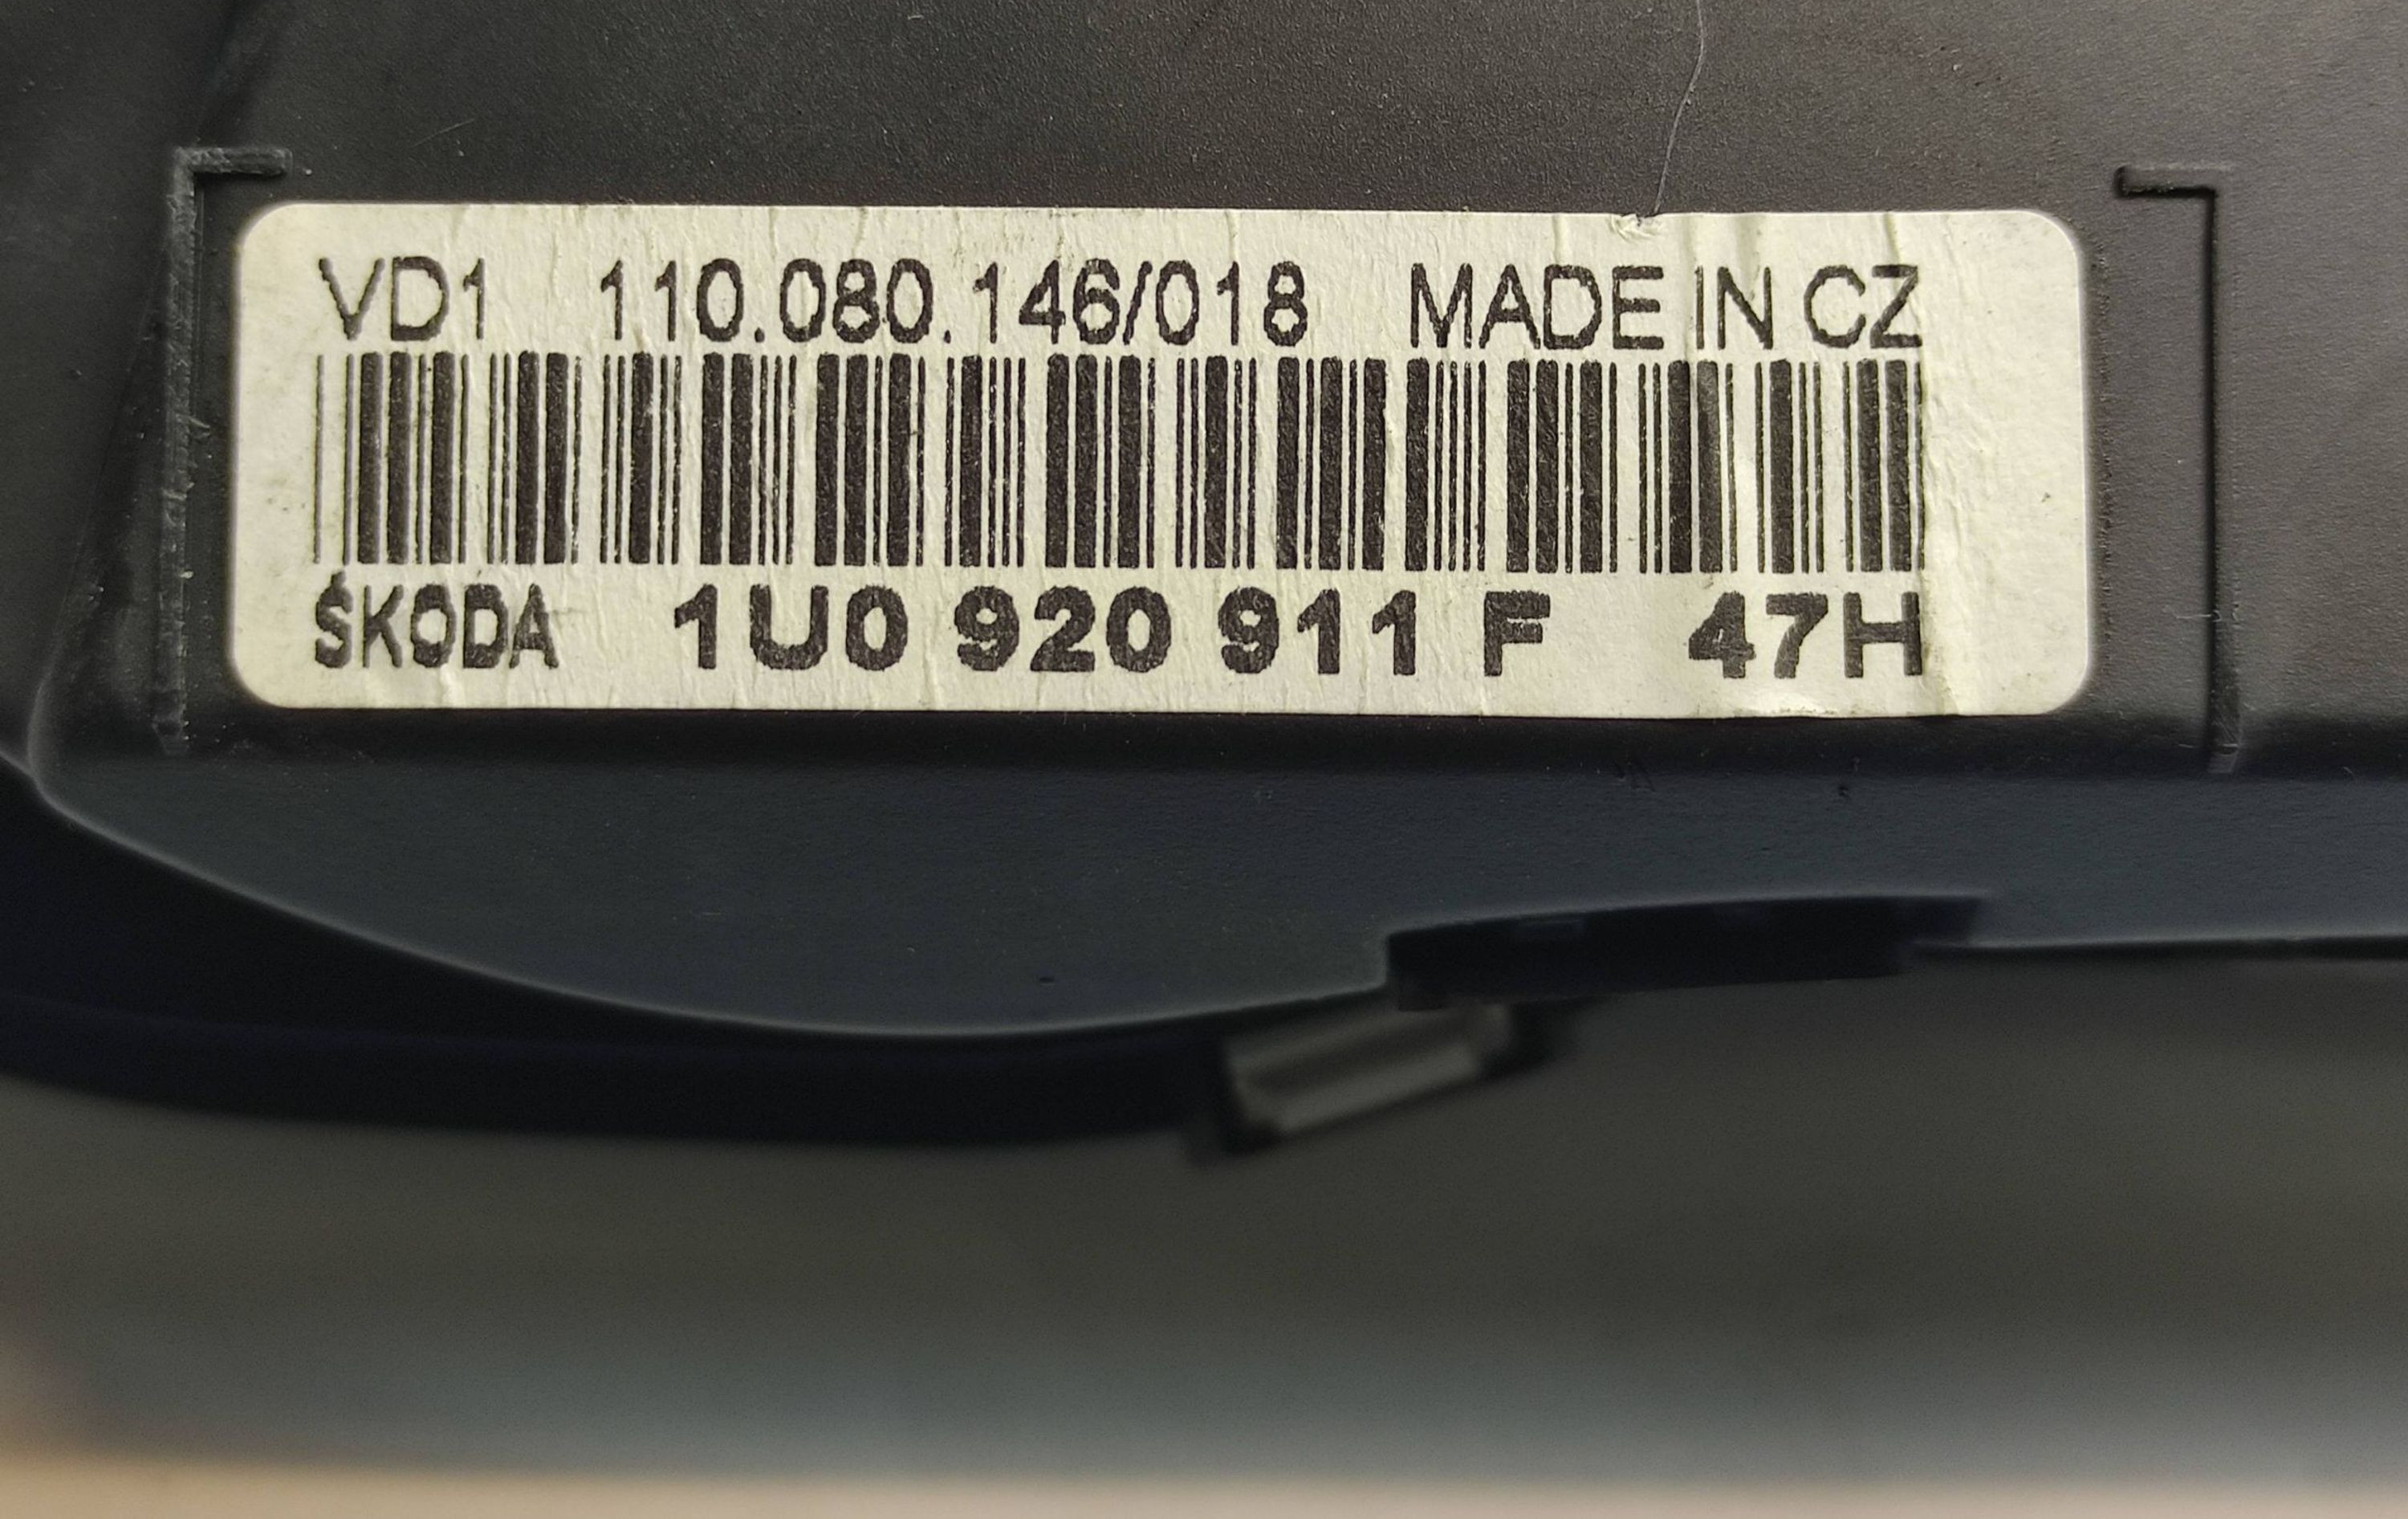 VD1 110.080.146/018 MADE IN CZ
ŠKODA 1U0 920 911 F 47H